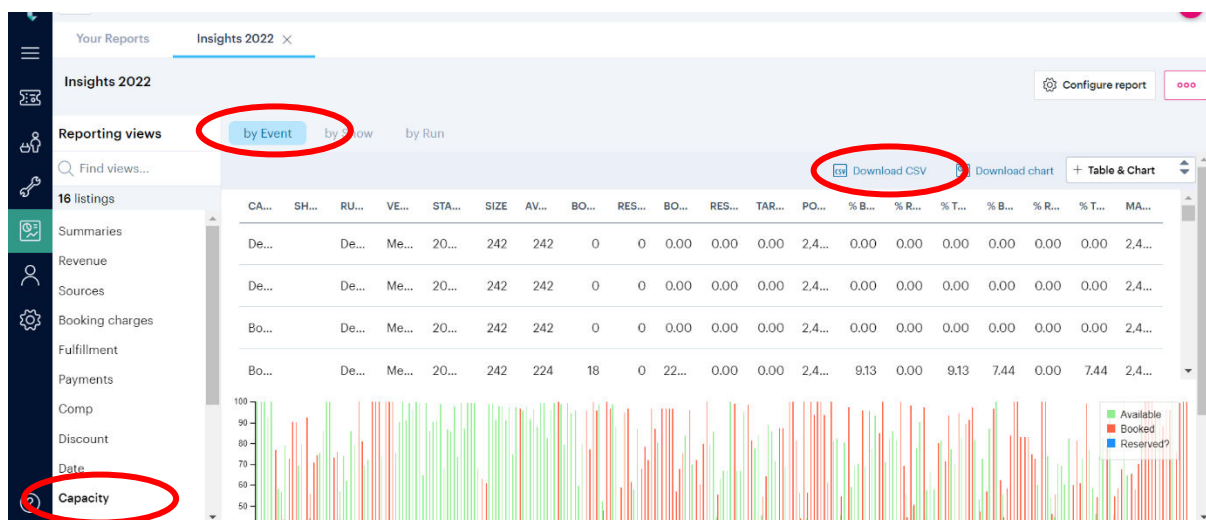 Your Reports Insights 2022
Insights 2022 Configure report
Reporting views by Event by Show by Run
Find views...
CSV Download CSV Download chart + Table & Chart
16 listings
CA... SH... RU... VE... STA... SIZE AV... BO... RES... BO... RES... TAR... PO... % B... % R... % T... % B... % R... % T... MA...
Summaries
De... De... Me... 20... 242 242 0 0 0.00 0.00 0.00 2,4... 0.00 0.00 0.00 0.00 0.00 0.00 2,4...
Revenue
De... De... Me... 20... 242 242 0 0 0.00 0.00 0.00 2,4... 0.00 0.00 0.00 0.00 0.00 0.00 2,4...
Sources
Booking charges
Bo... De... Me... 20... 242 242 0 0 0.00 0.00 0.00 2,4... 0.00 0.00 0.00 0.00 0.00 0.00 2,4...
Fulfillment
Bo... De... Me... 20... 242 224 18 0 22... 0.00 0.00 2,4... 9.13 0.00 9.13 7.44 0.00 7.44 2,4...
Payments
Comp
Discount
Date
Capacity
100
90
80
70
60
50
Available
Booked
Reserved?